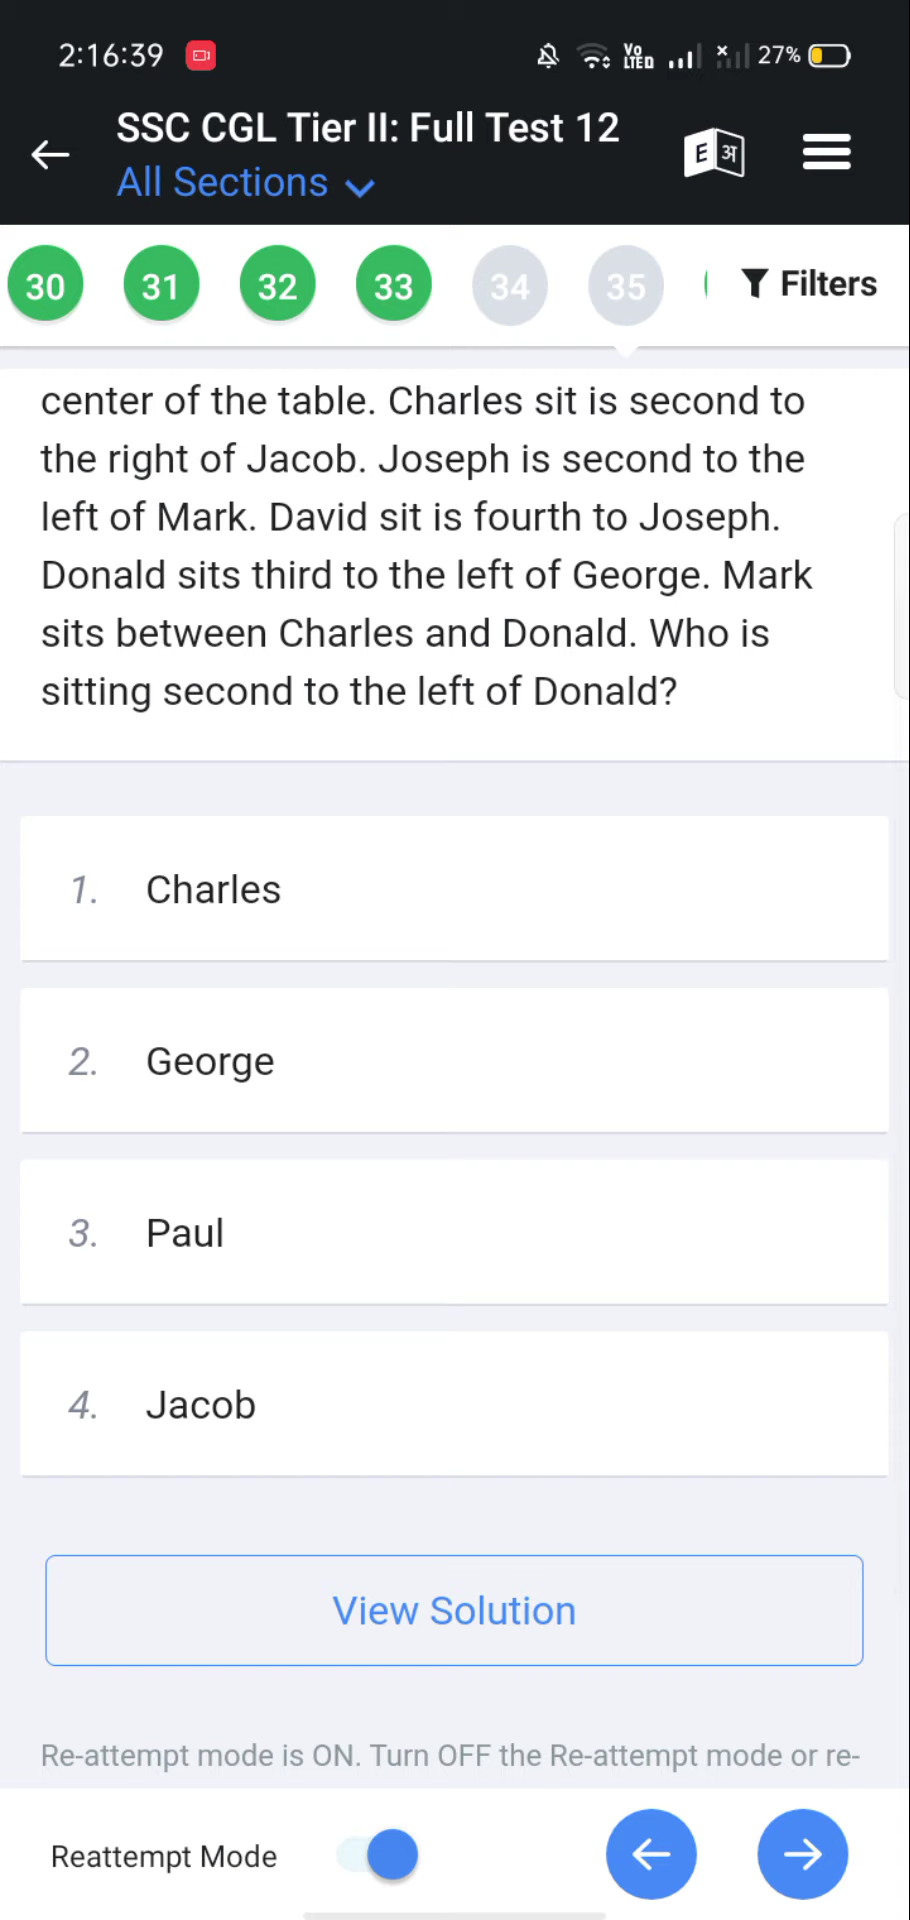 2:16:39 Vo LTED 27%
SSC CGL Tier II: Full Test 12
E अ
All Sections
30 31 32 33 34 35 Filters
center of the table. Charles sit is second to
the right of Jacob. Joseph is second to the
left of Mark. David sit is fourth to Joseph.
Donald sits third to the left of George. Mark
sits between Charles and Donald. Who is
sitting second to the left of Donald?
1. Charles
2. George
3. Paul
4. Jacob
View Solution
Re-attempt mode is ON. Turn OFF the Re-attempt mode or re-
Reattempt Mode